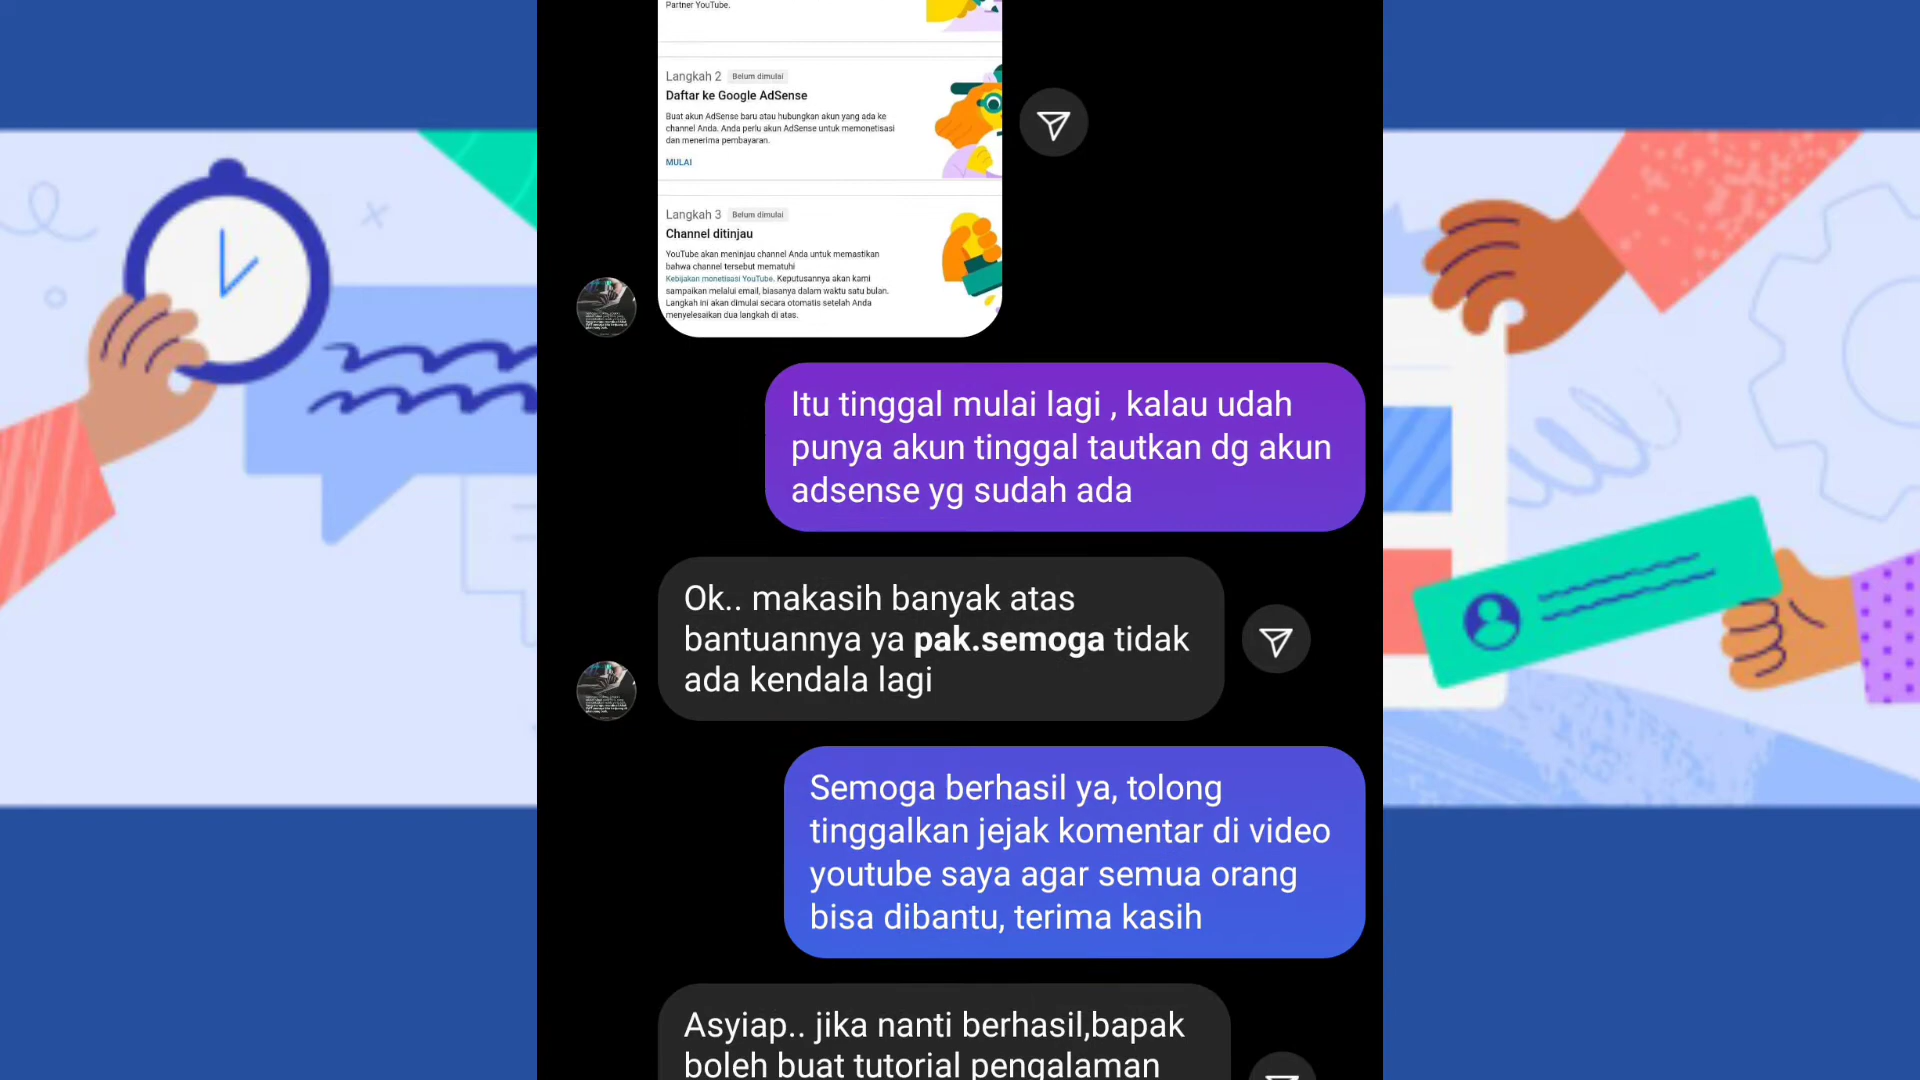 Partner YouTube.
Langkah 2 Belum dimulai
Daftar ke Google AdSense
Buat akun AdSense baru atau hubungkan akun yang ada ke
channel Anda. Anda perlu akun AdSense untuk memonetisasi
dan menerima pembayaran.
MULAI
Langkah 3 Belum dimulai
Channel ditinjau
YouTube akan meninjau channel Anda untuk memastikan
bahwa channel tersebut mematuhi
Kebijakan monetisasi YouTube. Keputusannya akan kami
sampaikan melalui email, biasanya dalam waktu satu bulan.
Langkah ini akan dimulai secara otomatis setelah Anda
menyelesaikan dua langkah di atas.
Itu tinggal mulai lagi , kalau udah
punya akun tinggal tautkan dg akun
adsense yg sudah ada
Ok.. makasih banyak atas
bantuannya ya pak.semoga tidak
ada kendala lagi
Semoga berhasil ya, tolong
tinggalkan jejak komentar di video
youtube saya agar semua orang
bisa dibantu, terima kasih
Asyiap.. jika nanti berhasil,bapak
boleh buat tutorial pengalaman